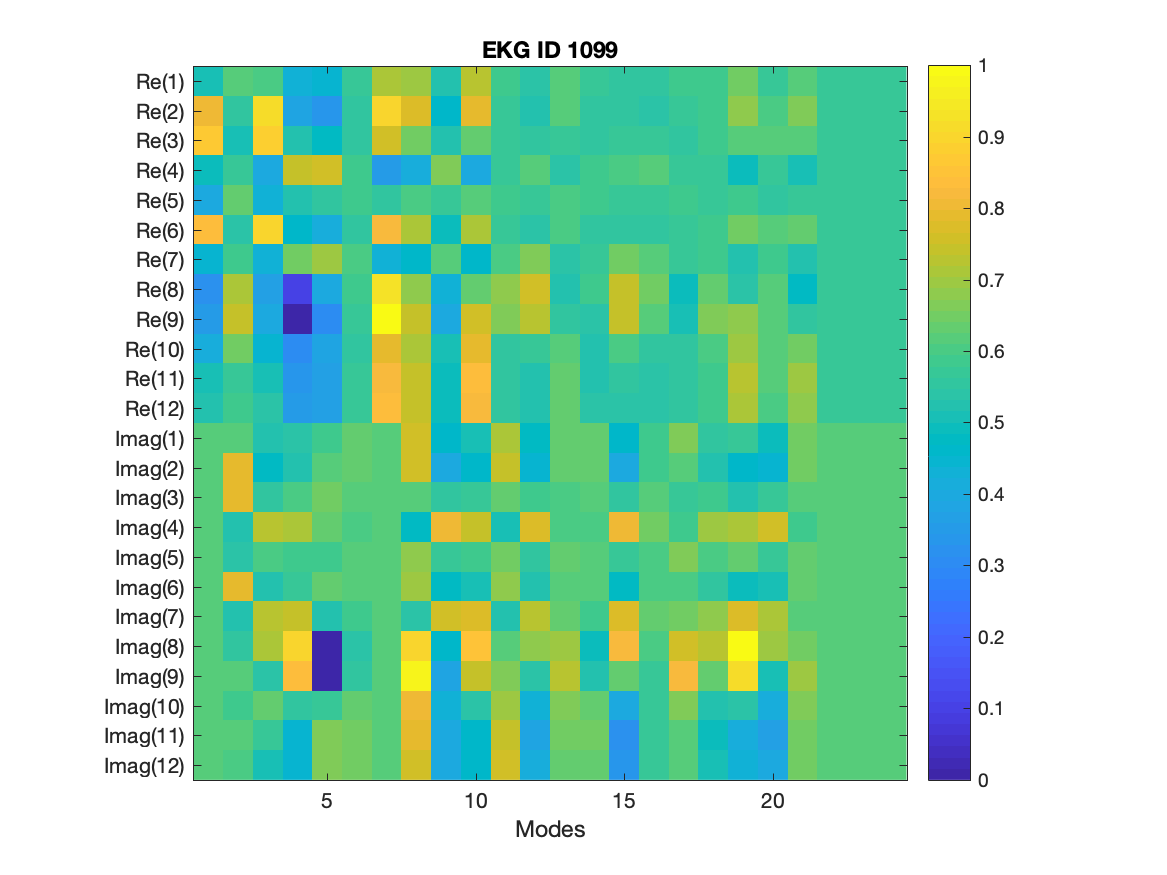 EKG ID 1099
Re(1)
Re(2)
Re(3)
Re(4)
Re(5)
Re(6)
Re(7)
Re(8)
Re(9)
Re(10)
Re(11)
Re(12)
Imag(1)
Imag(2)
Imag(3)
Imag(4)
Imag(5)
Imag(6)
Imag(7)
Imag(8)
Imag(9)
Imag(10)
Imag(11)
Imag(12)
5 10 15 20
Modes
1
0.9
0.8
0.7
0.6
0.5
0.4
0.3
0.2
0.1
0